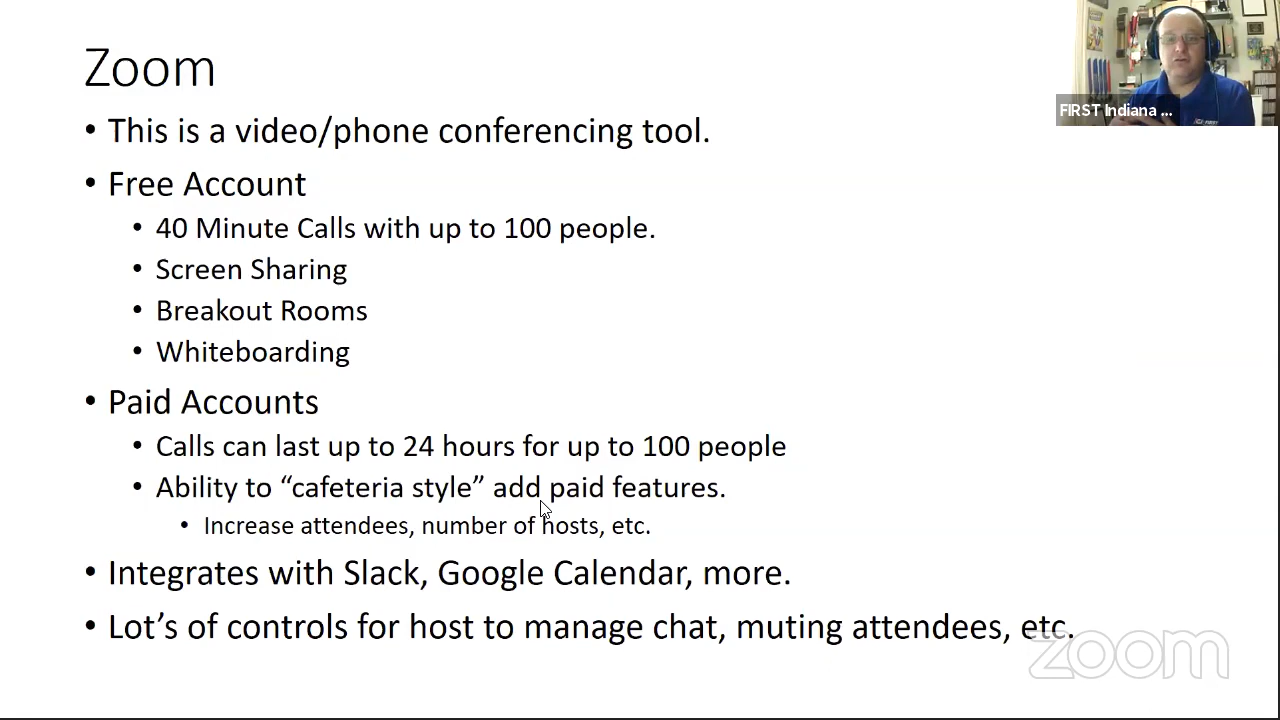 Zoom
• This is a video/phone conferencing tool.
• Free Account
• 40 Minute Calls with up to 100 people.
• Screen Sharing
• Breakout Rooms
• Whiteboarding
• Paid Accounts
• Calls can last up to 24 hours for up to 100 people
• Ability to “cafeteria style” add paid features.
• Increase attendees, number of hosts, etc.
• Integrates with Slack, Google Calendar, more.
• Lot’s of controls for host to manage chat, muting attendees, etc.
FIRST Indiana ...
zoom